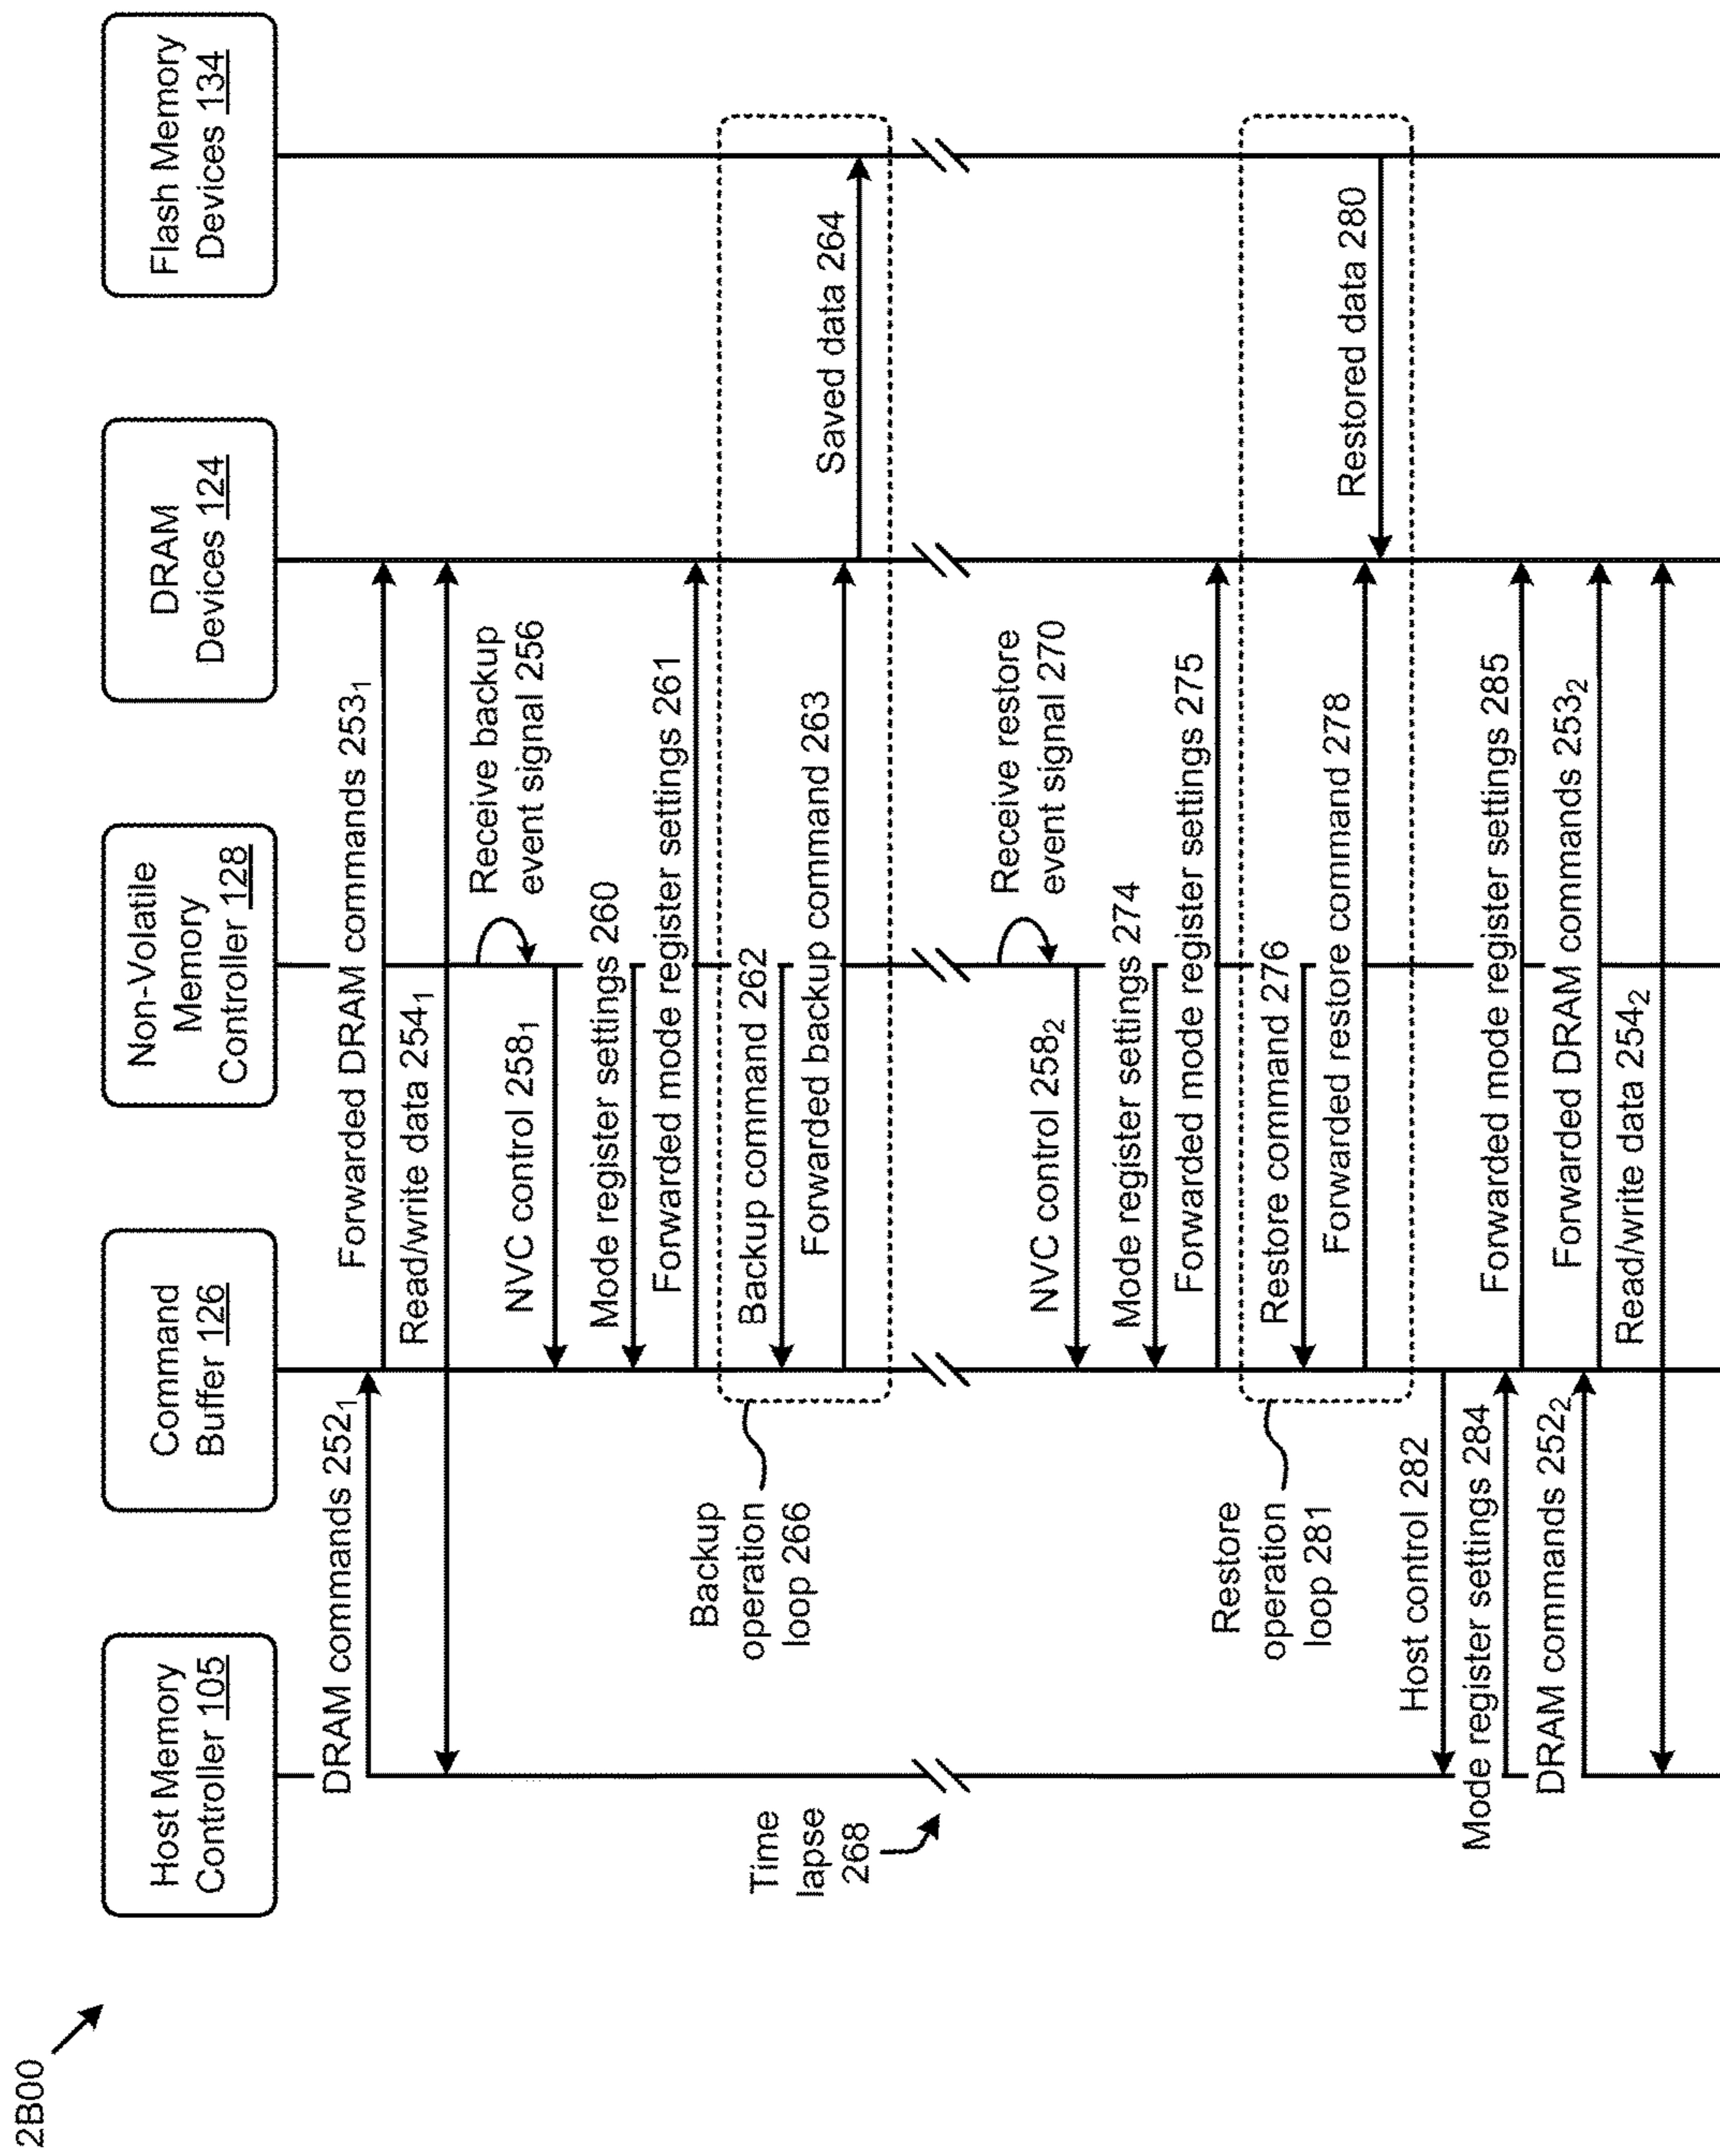 2B00
Host Memory
Controller 105
Command
Buffer 126
Non-Volatile
Memory
Controller 128
DRAM
Devices 124
Flash Memory
Devices 134
DRAM commands 252₁
Forwarded DRAM commands 253₁
Read/write data 254₁
Receive backup
event signal 256
NVC control 258₁
Mode register settings 260
Forwarded mode register settings 261
Backup
operation
loop 266
Backup command 262
Forwarded backup command 263
Saved data 264
Time
lapse
268
Receive restore
event signal 270
NVC control 258₂
Mode register settings 274
Forwarded mode register settings 275
Restore
operation
loop 281
Restore command 276
Forwarded restore command 278
Restored data 280
Host control 282
Mode register settings 284
Forwarded mode register settings 285
DRAM commands 252₂
Forwarded DRAM commands 253₂
Read/write data 254₂